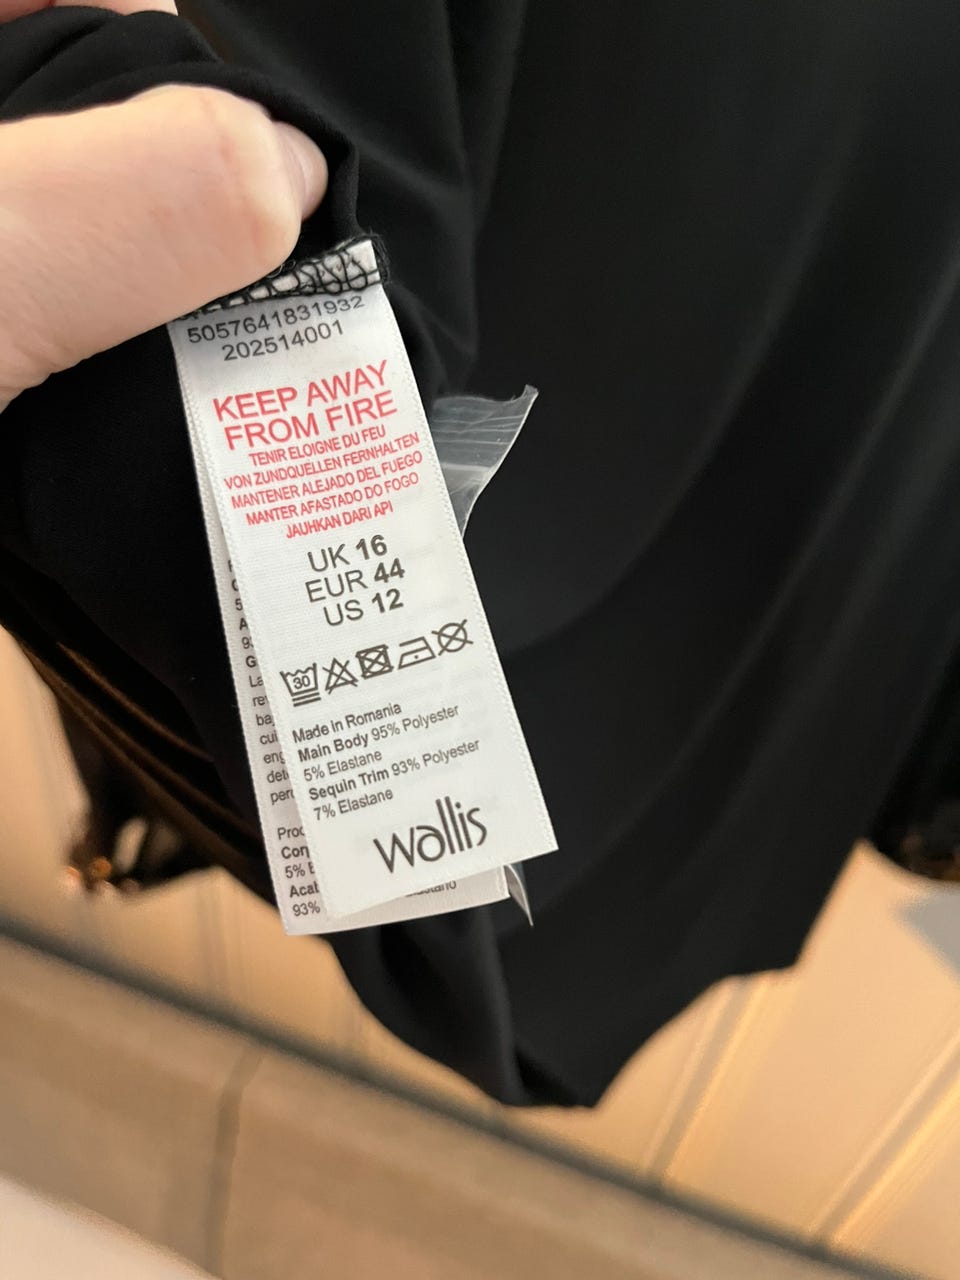 5057641831932
202514001
KEEP AWAY
FROM FIRE
TENIR ELOIGNE DU FEU
VON ZUNDQUELLEN FERNHALTEN
MANTENER ALEJADO DEL FUEGO
MANTER AFASTADO DO FOGO
JAUHKAN DARI API
UK 16
EUR 44
US 12
30
Made in Romania
Main Body 95% Polyester
5% Elastane
Sequin Trim 93% Polyester
7% Elastane
wallis
5%
93%